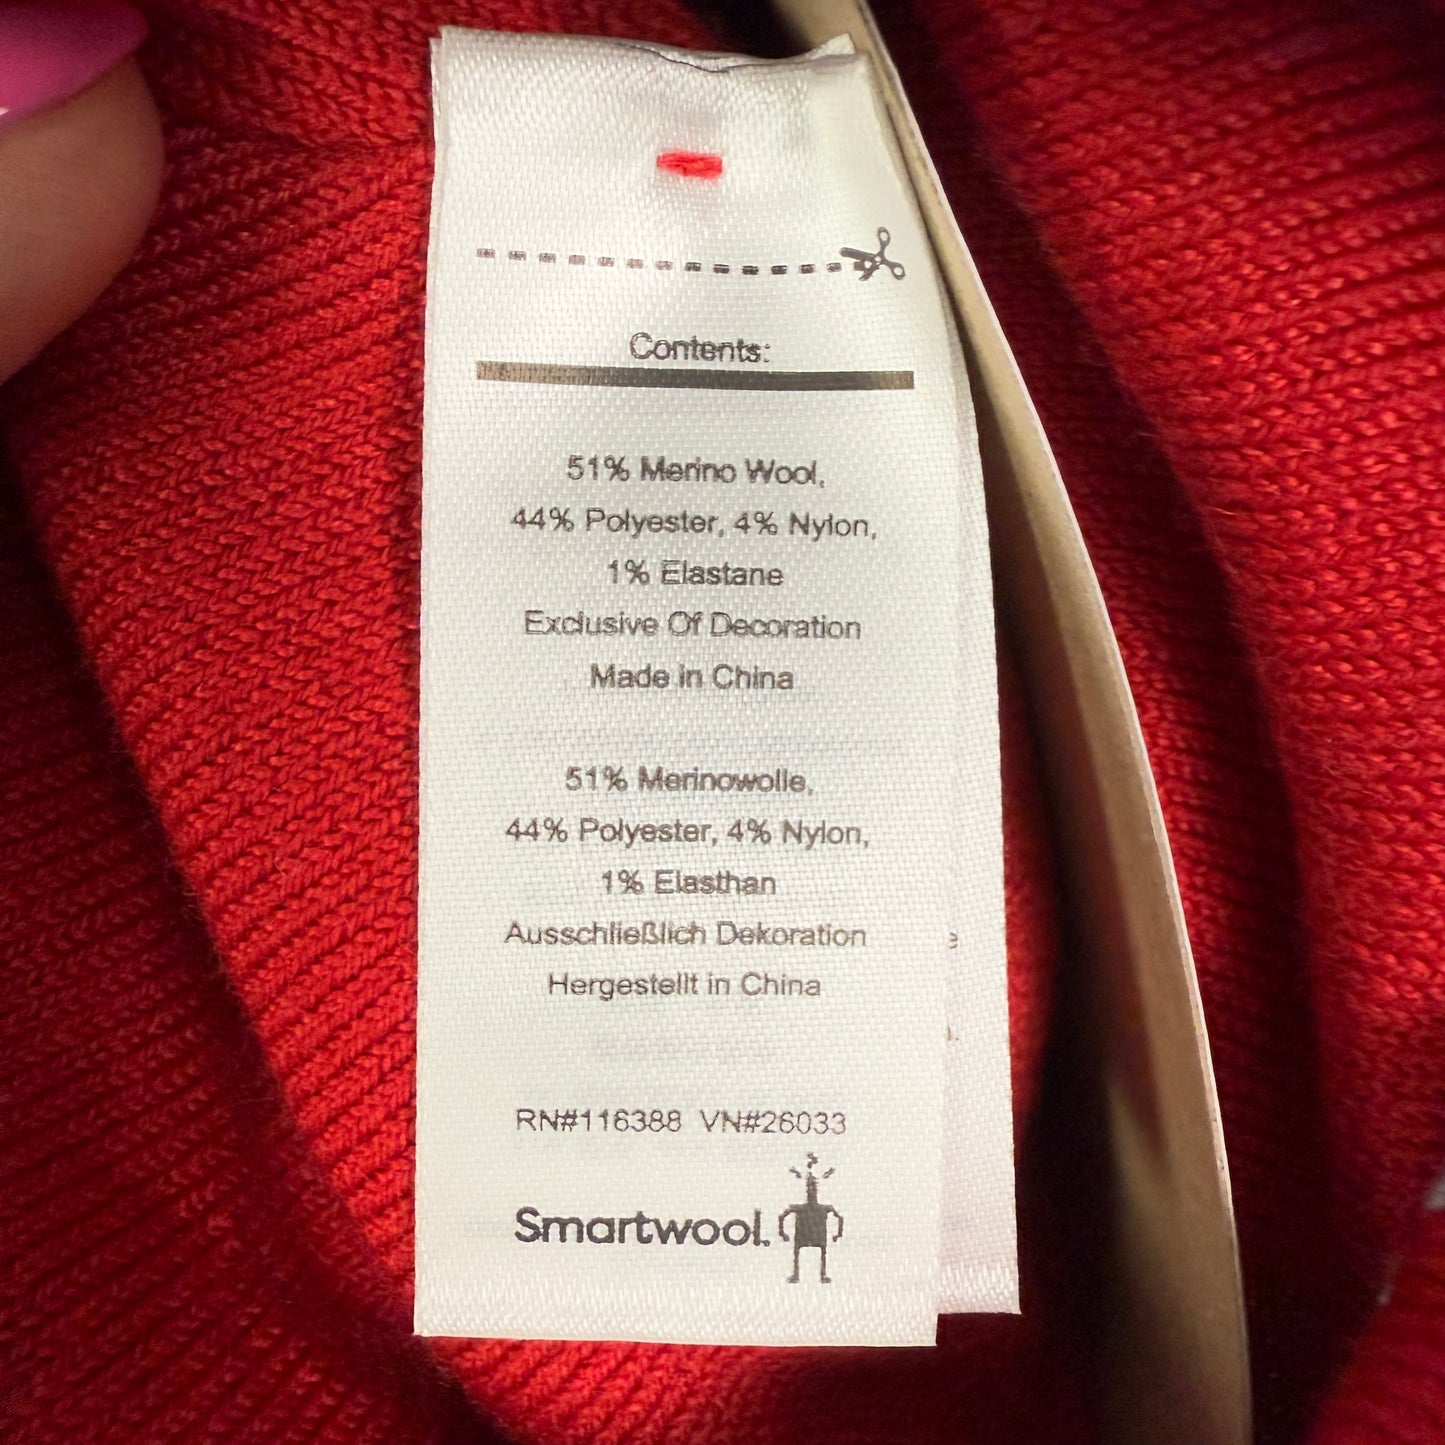 Contents:
51% Merino Wool,
44% Polyester, 4% Nylon,
1% Elastane
Exclusive Of Decoration
Made in China
51% Merinowolle,
44% Polyester, 4% Nylon,
1% Elasthan
Ausschließlich Dekoration
Hergestellt in China
RN#116388 VN#26033
Smartwool.